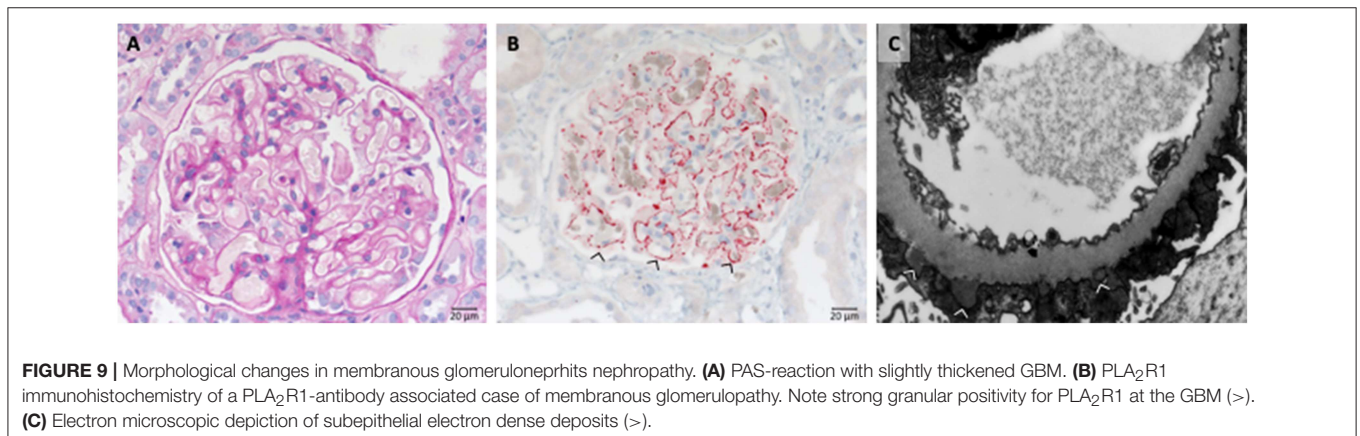 A
B
C
20 µm
20 µm
FIGURE 9 | Morphological changes in membranous glomeruloneprhits nephropathy. (A) PAS-reaction with slightly thickened GBM. (B) PLA2R1
immunohistochemistry of a PLA2R1-antibody associated case of membranous glomerulopathy. Note strong granular positivity for PLA2R1 at the GBM (>).
(C) Electron microscopic depiction of subepithelial electron dense deposits (>).